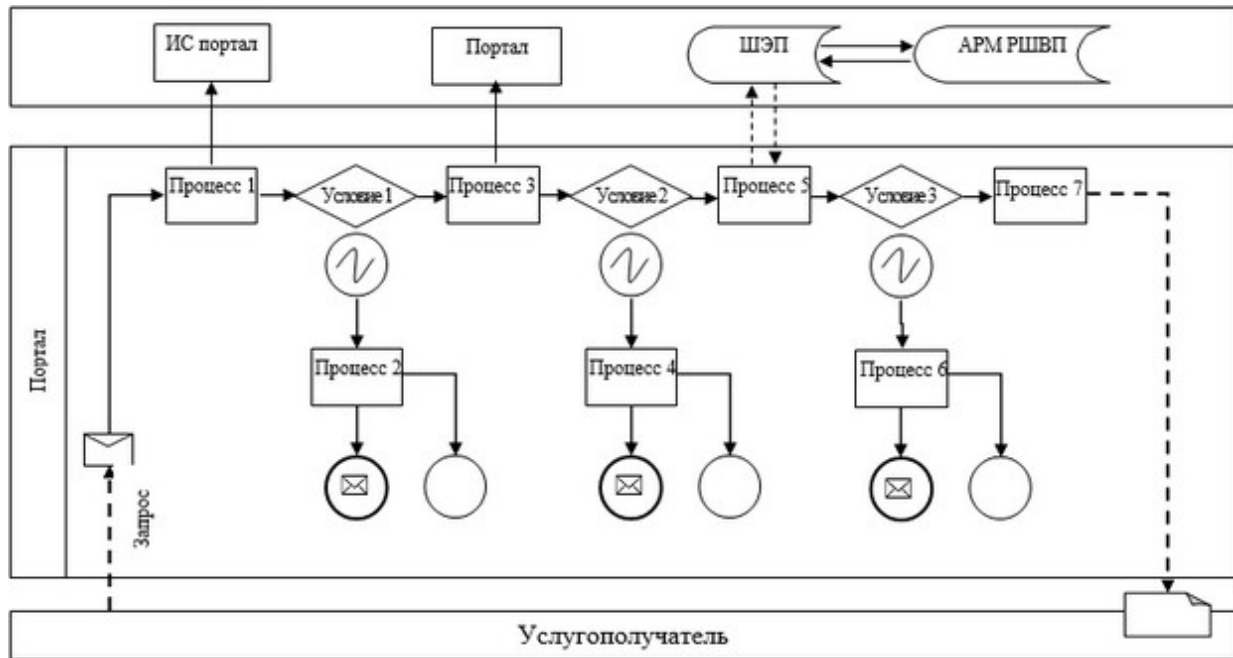 ИС портал
Портал
ШЭП
АРМ РШВП
Процесс 1
Условие 1
Процесс 3
Условие 2
Процесс 5
Условие 3
Процесс 7
Процесс 2
Процесс 4
Процесс 6
Портал
Запрос
Услугополучатель